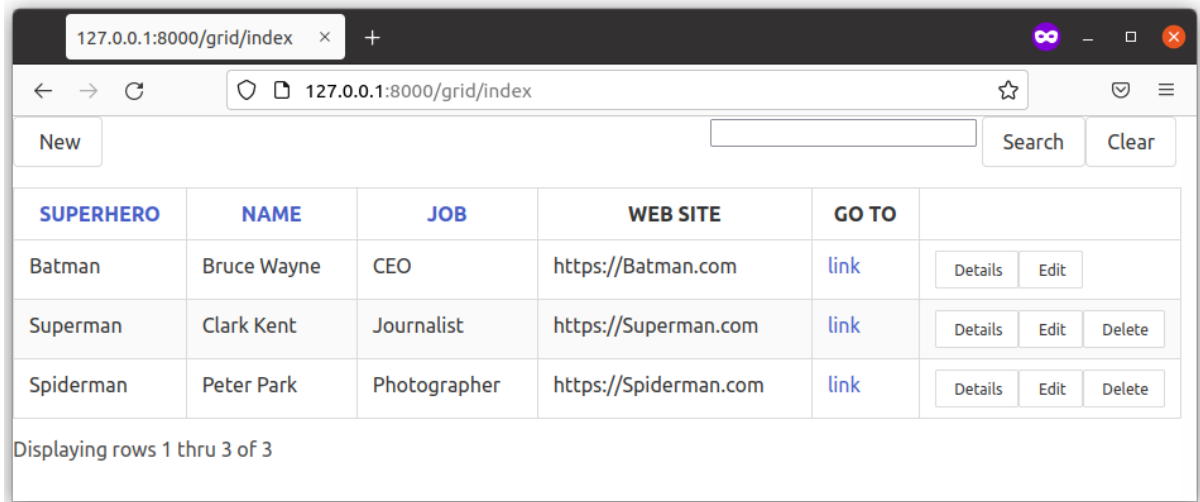 127.0.0.1:8000/grid/index × +
127.0.0.1:8000/grid/index
New Search Clear
SUPERHERO NAME JOB WEB SITE GO TO
Batman Bruce Wayne CEO https://Batman.com link Details Edit
Superman Clark Kent Journalist https://Superman.com link Details Edit Delete
Spiderman Peter Park Photographer https://Spiderman.com link Details Edit Delete
Displaying rows 1 thru 3 of 3